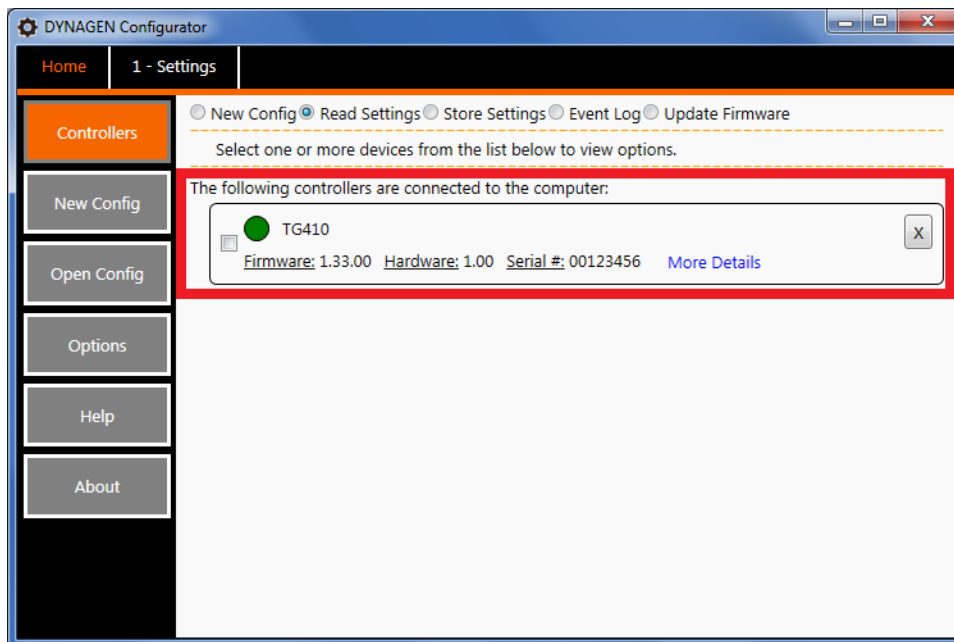 DYNAGEN Configurator
Home 1 - Settings
Controllers
New Config
Open Config
Options
Help
About
New Config Read Settings Store Settings Event Log Update Firmware
Select one or more devices from the list below to view options.
The following controllers are connected to the computer:
TG410
X
Firmware: 1.33.00 Hardware: 1.00 Serial #: 00123456 More Details